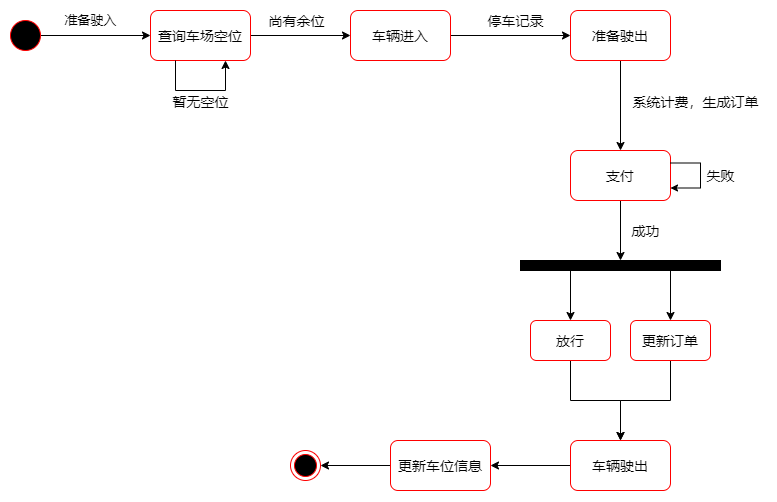 准备驶入
查询车场空位
尚有余位
车辆进入
停车记录
准备驶出
暂无空位
系统计费，生成订单
支付
失败
成功
放行
更新订单
更新车位信息
车辆驶出